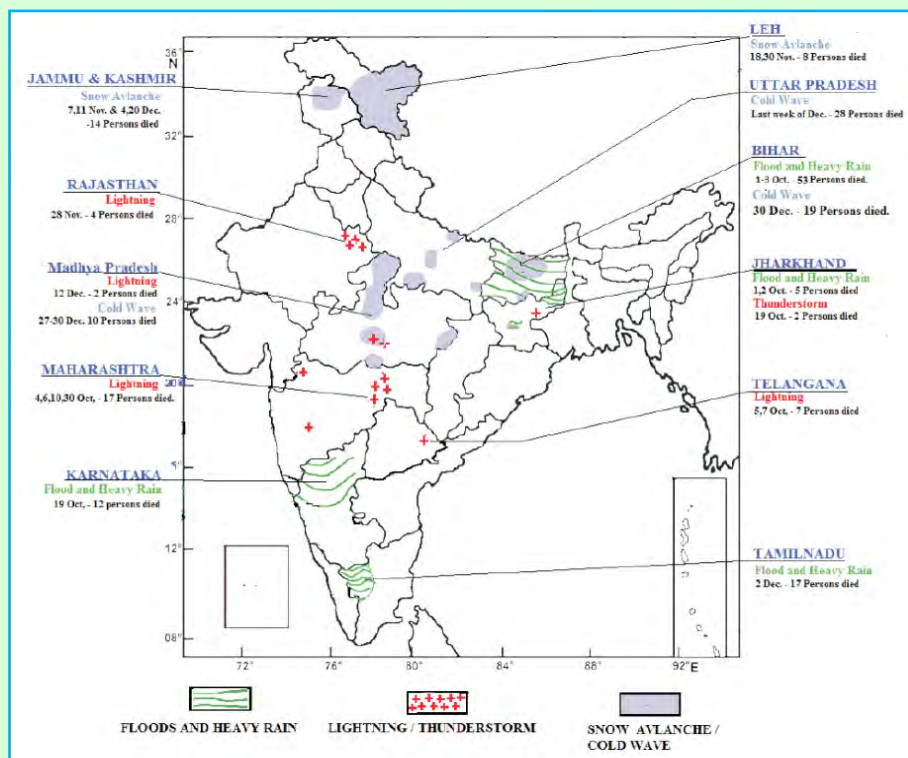 LEH
Snow Avlanche
18,30 Nov. - 8 Persons died
JAMMU & KASHMIR
Snow Avlanche
7,11 Nov. & 4,20 Dec.
-14 Persons died
UTTAR PRADESH
Cold Wave
Last week of Dec. - 28 Persons died
BIHAR
Flood and Heavy Rain
1-3 Oct. - 53 Persons died.
Cold Wave
30 Dec. - 19 Persons died.
RAJASTHAN
Lightning
28 Nov. - 4 Persons died
Madhya Pradesh
Lightning
12 Dec. - 2 Persons died
Cold Wave
27-30 Dec. 10 Persons died
JHARKHAND
Flood and Heavy Rain
1,2 Oct. - 5 Persons died
Thunderstorm
19 Oct. - 2 Persons died
MAHARASHTRA
Lightning
4,6,10,30 Oct, - 17 Persons died.
TELANGANA
Lightning
5,7 Oct. - 7 Persons died
KARNATAKA
Flood and Heavy Rain
19 Oct, - 12 persons died
TAMILNADU
Flood and Heavy Rain
2 Dec. - 17 Persons died
36°
N
32°
28°
24°
12°
08°
72° 76° 80° 84° 88° 92° E
FLOODS AND HEAVY RAIN
LIGHTNING / THUNDERSTORM
SNOW AVLANCHE /
COLD WAVE